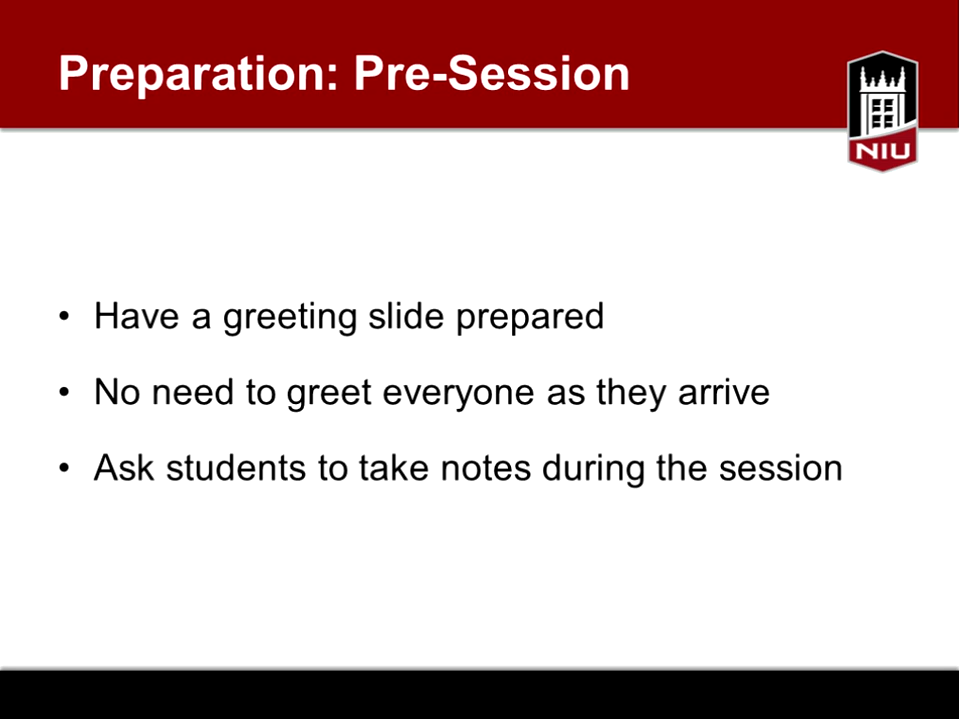 Preparation: Pre-Session
NIU
• Have a greeting slide prepared
• No need to greet everyone as they arrive
• Ask students to take notes during the session